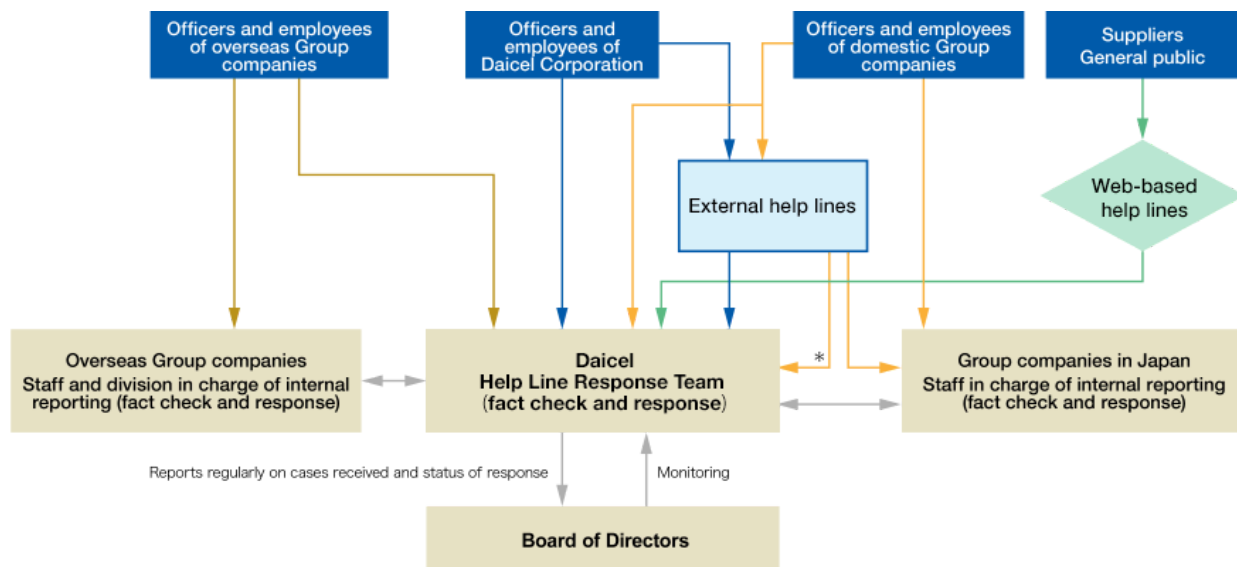 Officers and employees
of overseas Group
companies
Officers and
employees of
Daicel Corporation
Officers and employees
of domestic Group
companies
Suppliers
General public
External help lines
Web-based
help lines
Overseas Group companies
Staff and division in charge of internal
reporting (fact check and response)
Daicel
Help Line Response Team
(fact check and response)
*
Group companies in Japan
Staff in charge of internal reporting
(fact check and response)
Reports regularly on cases received and status of response
Monitoring
Board of Directors